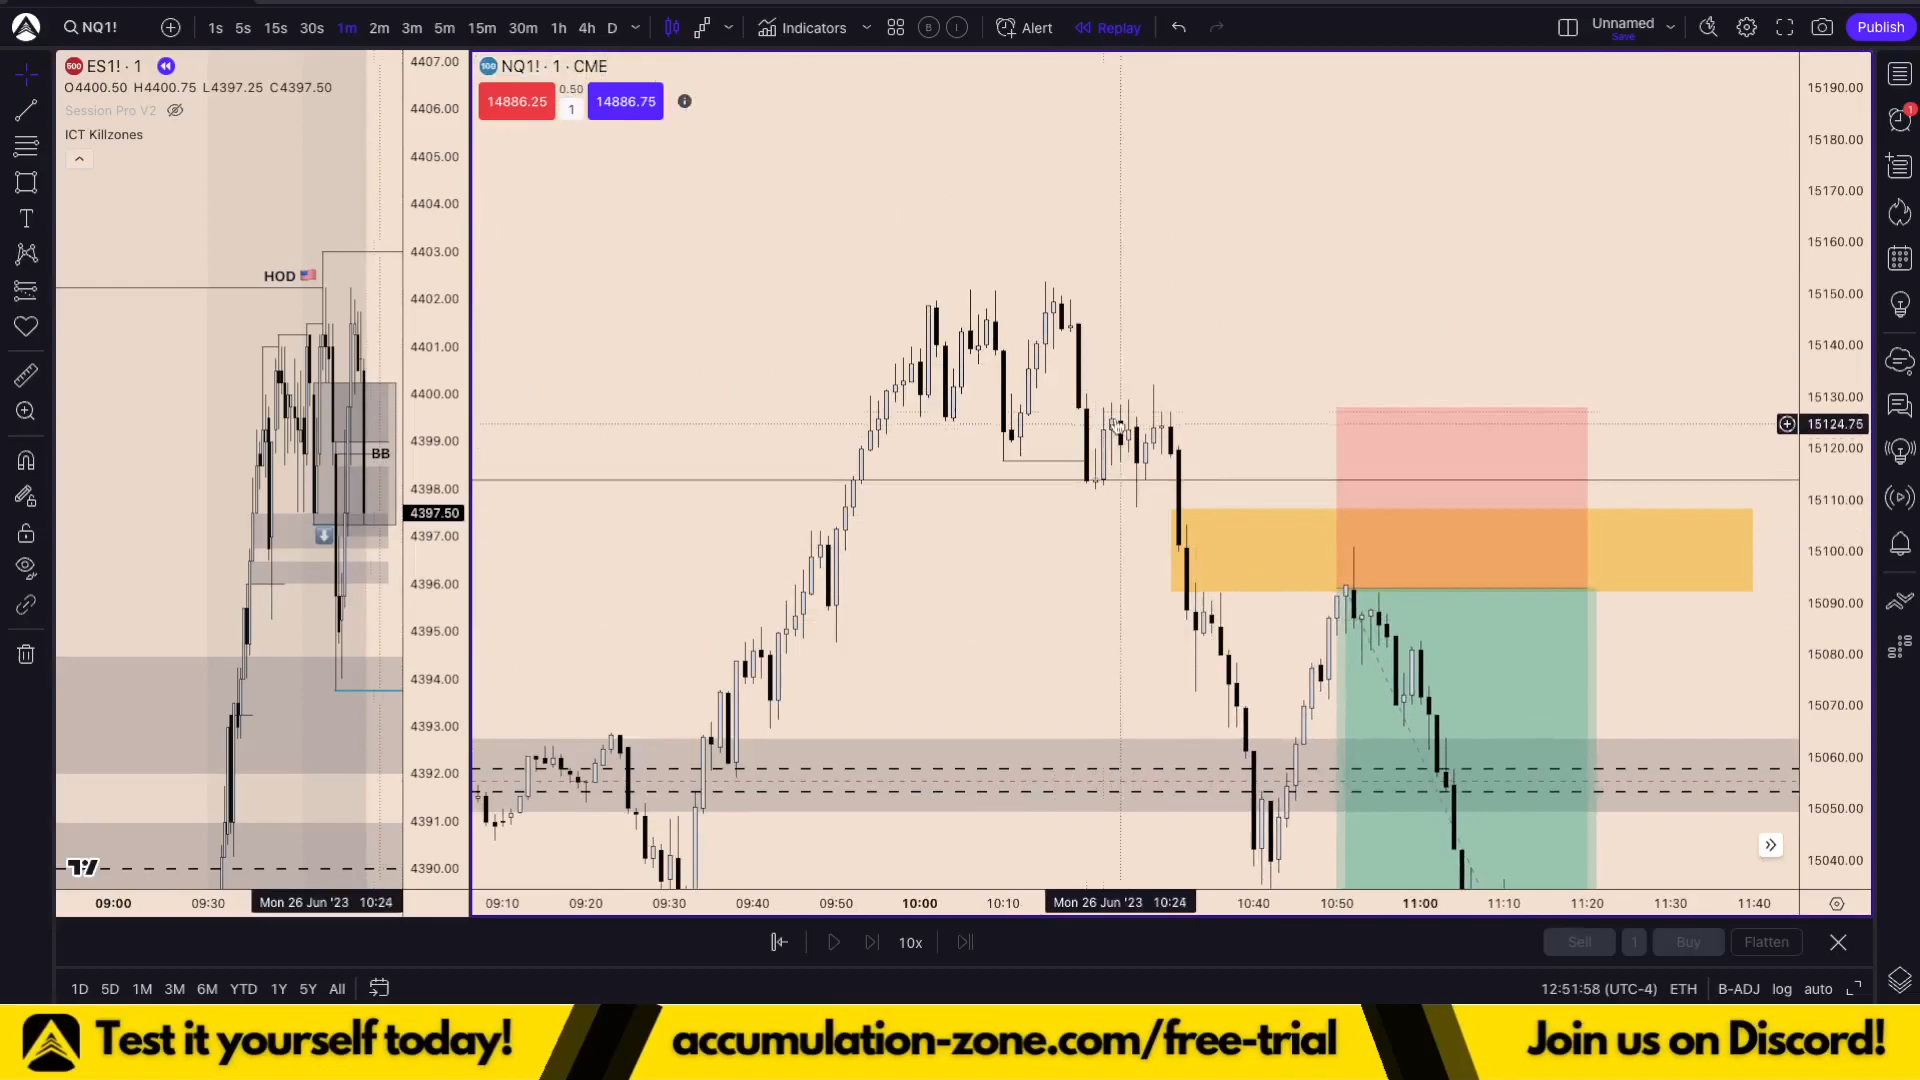 NQ1!
1s 5s 15s 30s 1m 2m 3m 5m 15m 30m 1h 4h D
Indicators
B I
Alert
Replay
Unnamed
Save
Publish
500 ES1! · 1
O4400.50 H4400.75 L4397.25 C4397.50
Session Pro V2
ICT Killzones
HOD
BB
4407.00
4406.00
4405.00
4404.00
4403.00
4402.00
4401.00
4400.00
4399.00
4398.00
4397.50
4397.00
4396.00
4395.00
4394.00
4393.00
4392.00
4391.00
4390.00
09:00 09:30 Mon 26 Jun '23 10:24
100 NQ1! · 1 · CME
14886.25 0.50 14886.75
1
15190.00
15180.00
15170.00
15160.00
15150.00
15140.00
15130.00
15124.75
15120.00
15110.00
15100.00
15090.00
15080.00
15070.00
15060.00
15050.00
15040.00
09:10 09:20 09:30 09:40 09:50 10:00 10:10 Mon 26 Jun '23 10:24 10:40 10:50 11:00 11:10 11:20 11:30 11:40
1
10x
Sell 1 Buy Flatten
1D 5D 1M 3M 6M YTD 1Y 5Y All
12:51:58 (UTC-4) ETH B-ADJ log auto
Test it yourself today! accumulation-zone.com/free-trial Join us on Discord!